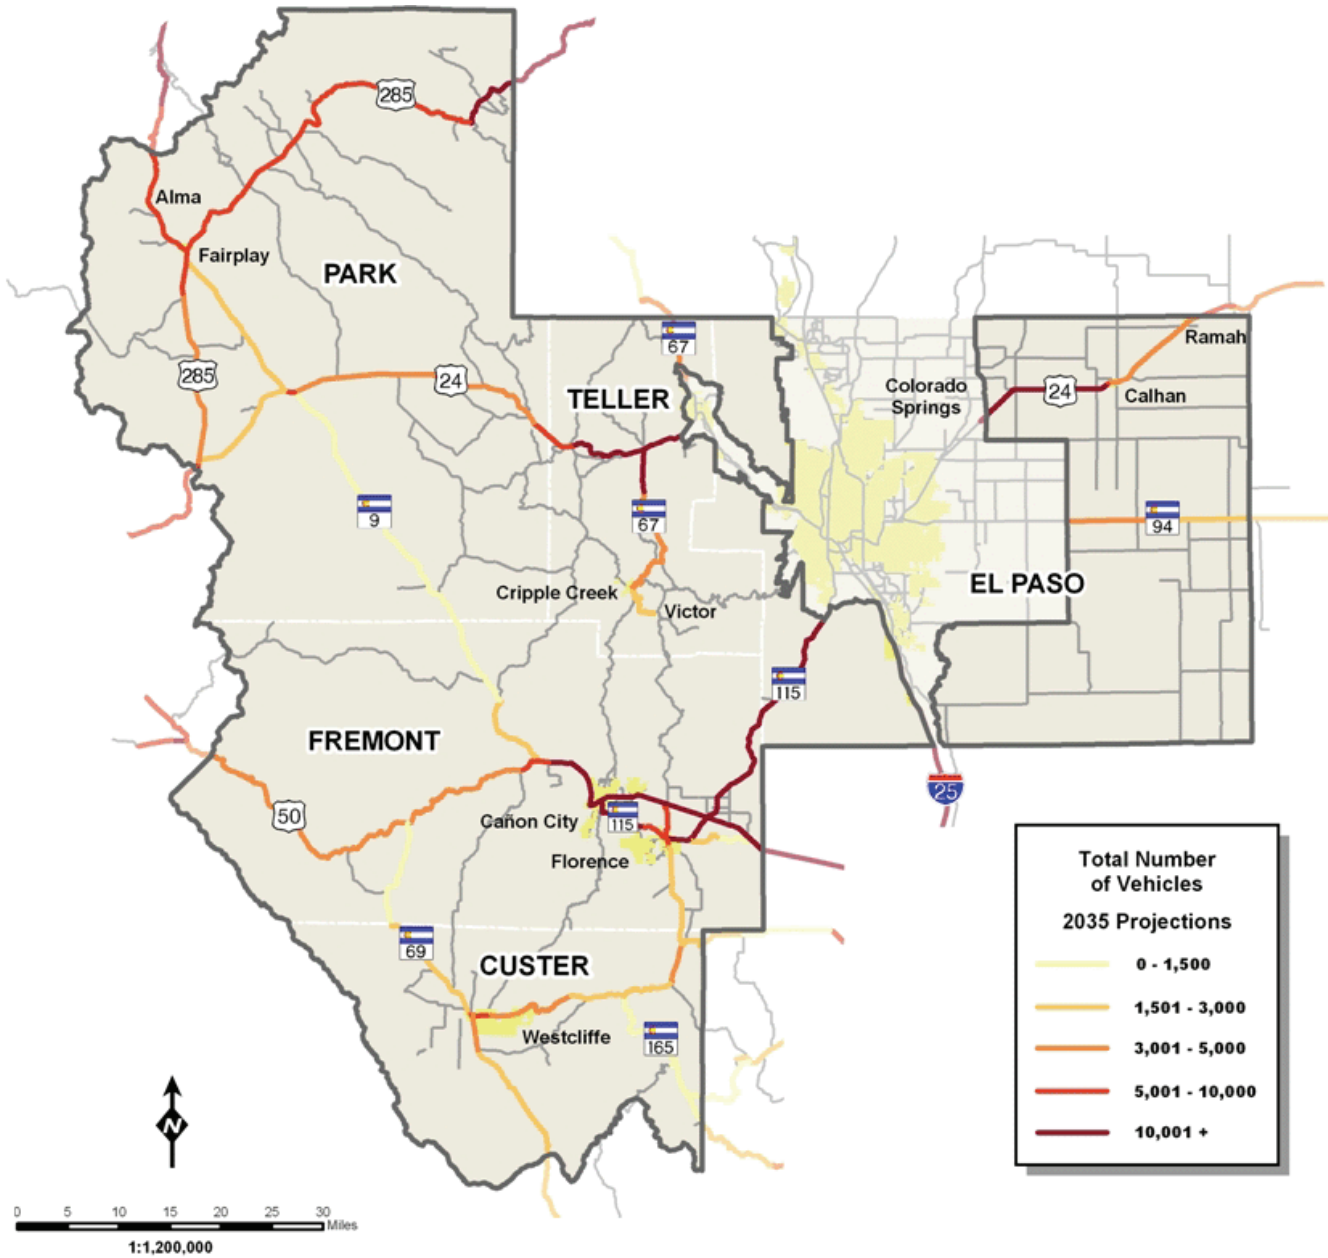 285
Alma
Fairplay
PARK
67
Ramah
285
24
TELLER
Colorado
Springs
24
Calhan
9
67
94
Cripple Creek
EL PASO
Victor
115
FREMONT
25
50
Cañon City
115
Florence
Total Number
of Vehicles
2035 Projections
0 - 1,500
1,501 - 3,000
3,001 - 5,000
5,001 - 10,000
10,001 +
69
CUSTER
Westcliffe
165
N
0 5 10 15 20 25 30
Miles
1:1,200,000